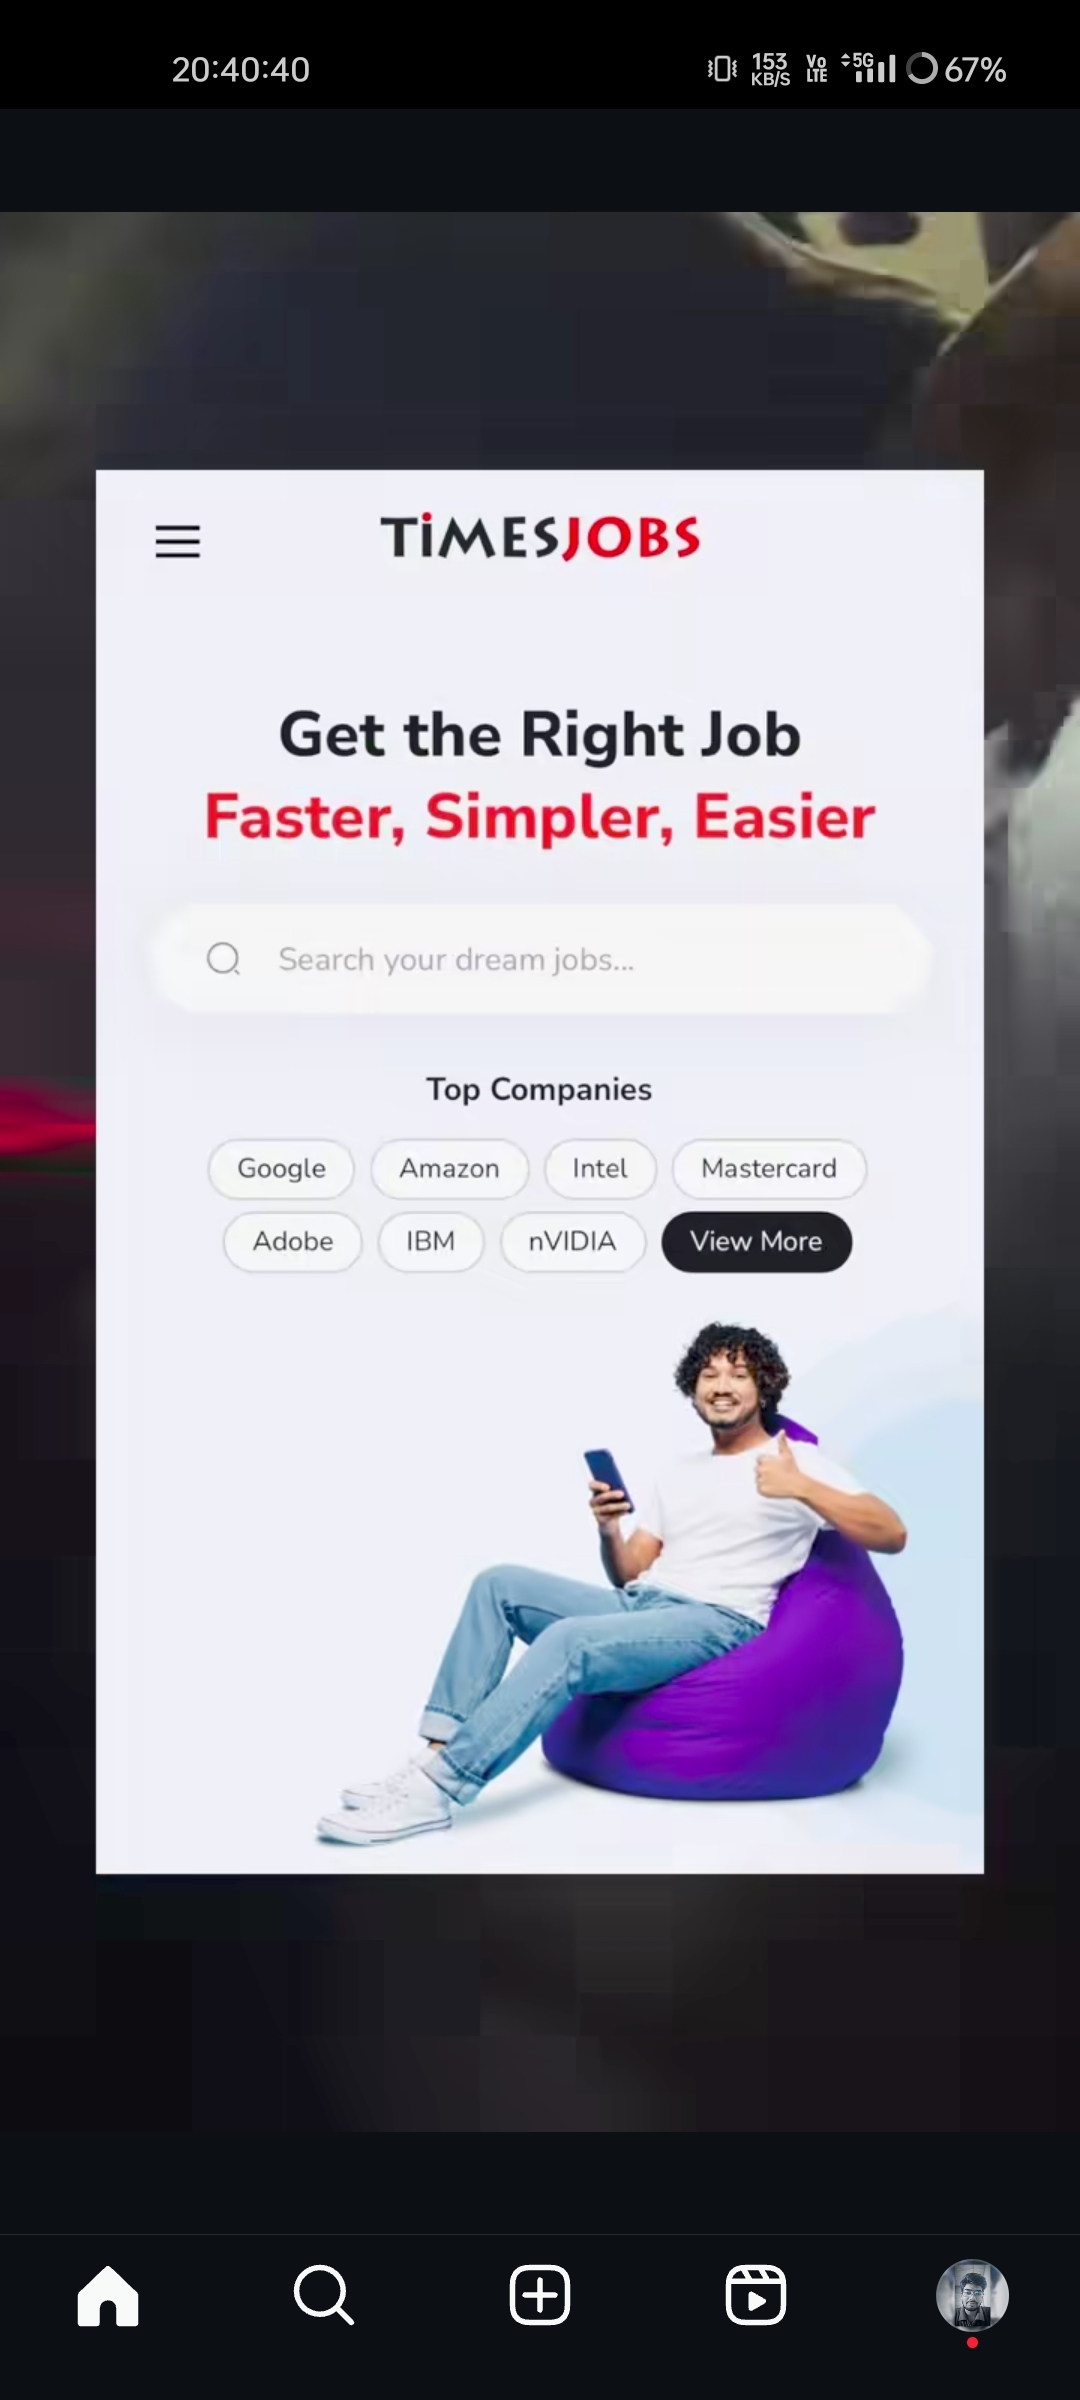 20:40:40 153 KB/S Vo LTE 5G 67%
TiMESJOBS
Get the Right Job
Faster, Simpler, Easier
Search your dream jobs...
Top Companies
Google Amazon Intel Mastercard
Adobe IBM nVIDIA View More